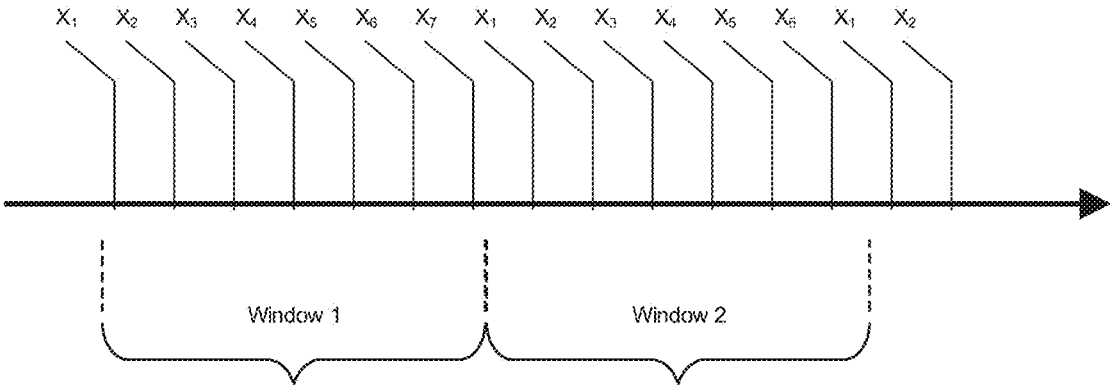 X₁ X₂ X₃ X₄ X₅ X₆ X₇ X₁ X₂ X₃ X₄ X₅ X₆ X₁ X₂
Window 1 Window 2